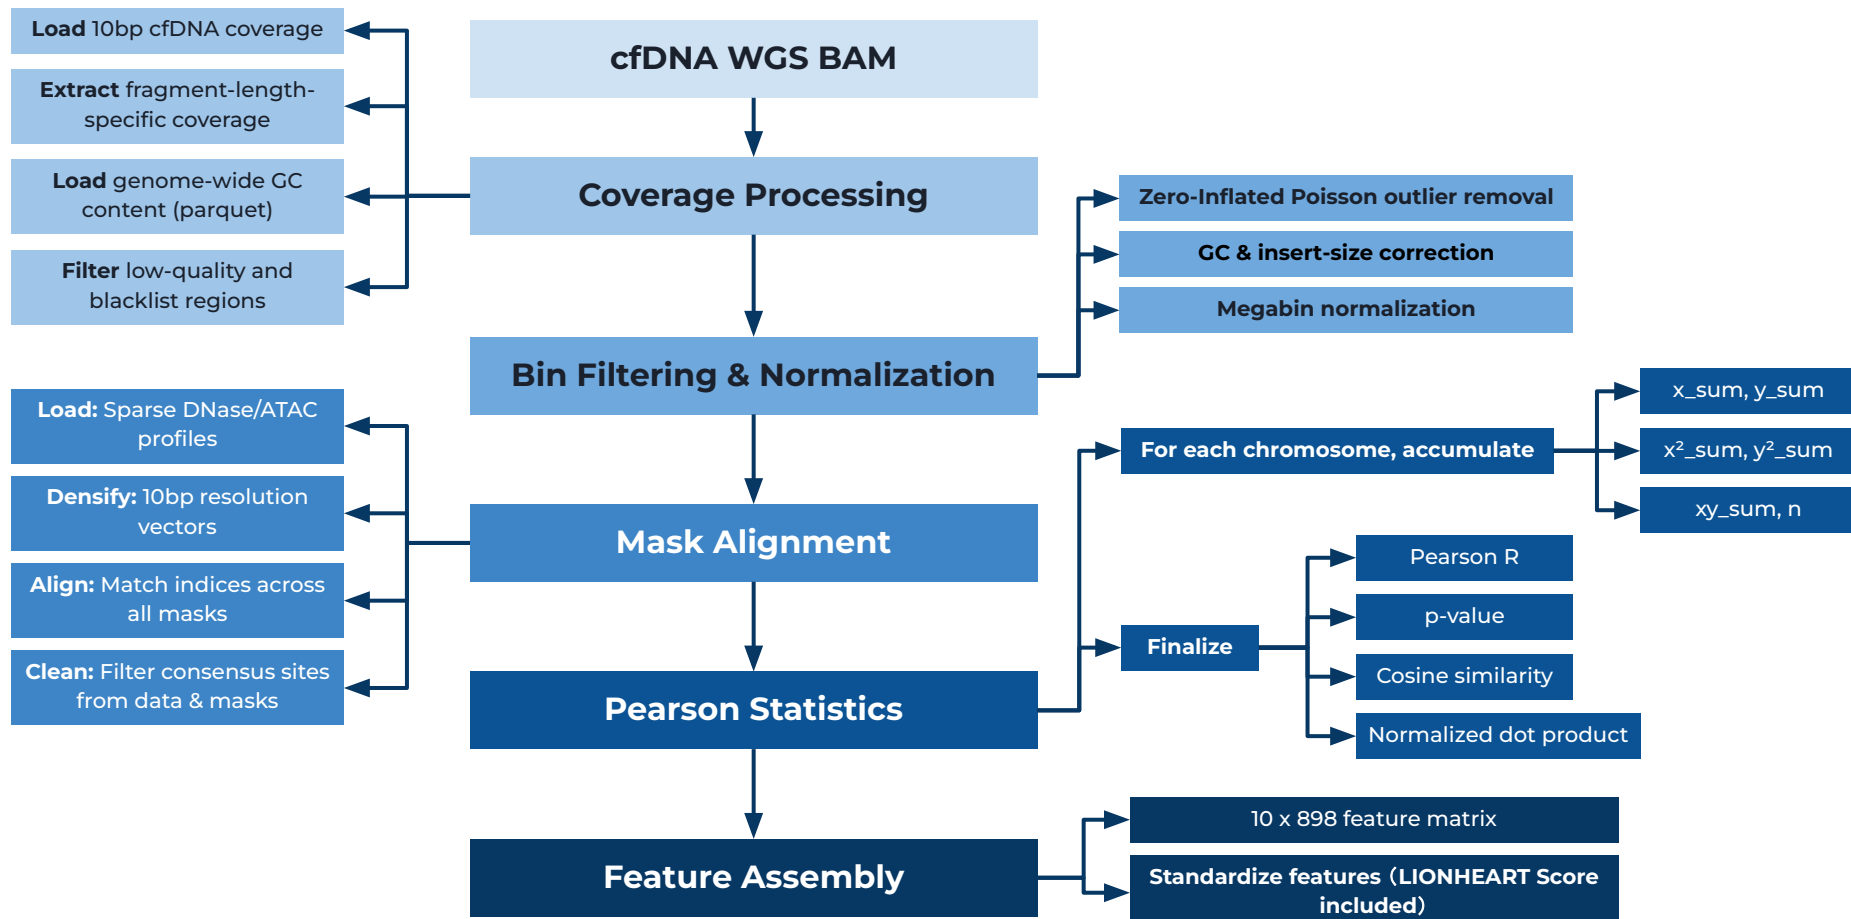 cfDNA WGS BAM
Load 10bp cfDNA coverage
Extract fragment-length-
specific coverage
Load genome-wide GC
content (parquet)
Filter low-quality and
blacklist regions
Coverage Processing
Zero-Inflated Poisson outlier removal
GC & insert-size correction
Megabin normalization
Bin Filtering & Normalization
Load: Sparse DNase/ATAC
profiles
Densify: 10bp resolution
vectors
Align: Match indices across
all masks
Clean: Filter consensus sites
from data & masks
Mask Alignment
For each chromosome, accumulate
x_sum, y_sum
x²_sum, y²_sum
xy_sum, n
Finalize
Pearson R
p-value
Cosine similarity
Normalized dot product
Pearson Statistics
10 x 898 feature matrix
Standardize features（LIONHEART Score
included）
Feature Assembly